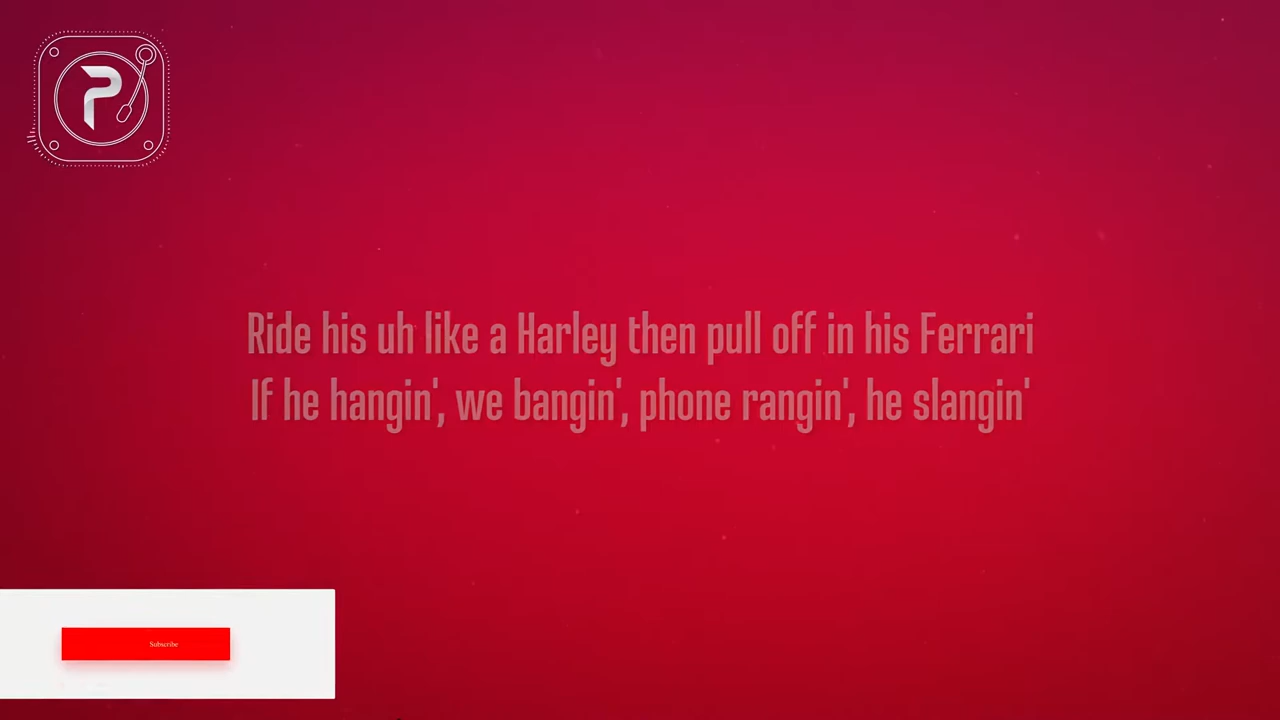 P
Ride his uh like a Harley then pull off in his Ferrari
If he hangin', we bangin', phone rangin', he slangin'
Subscribe